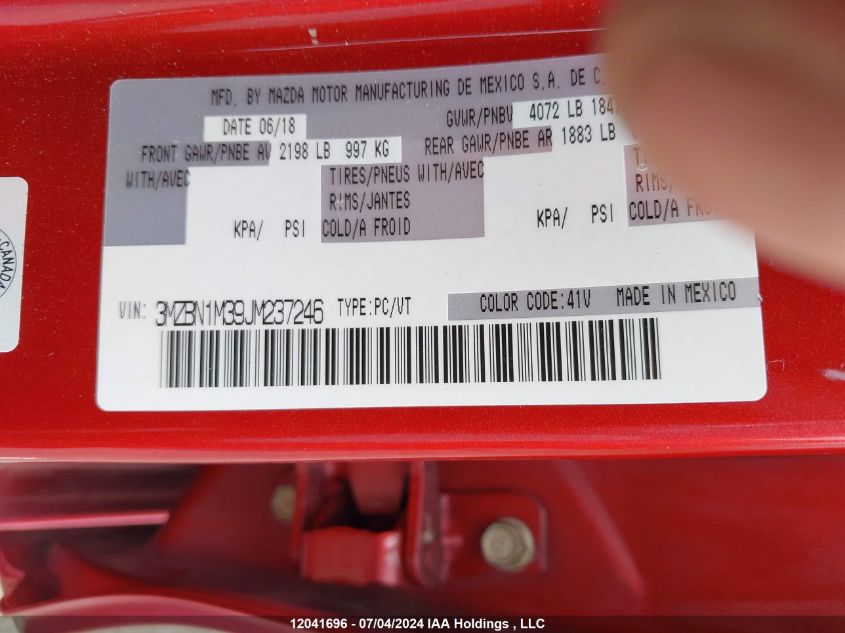 MFD. BY MAZDA MOTOR MANUFACTURING DE MEXICO S.A. DE C.
DATE 06/18 GVWR/PNBV 4072 LB 184
FRONT GAWR/PNBE AV 2198 LB 997 KG REAR GAWR/PNBE AR 1883 LB
WITH/AVEC TIRES/PNEUS WITH/AVEC
RIMS/JANTES RIMS/
KPA/ PSI COLD/A FROID KPA/ PSI COLD/A
CANADA
VIN: 3MZBN1M39JM237246 TYPE:PC/VT COLOR CODE:41V MADE IN MEXICO
12041696 - 07/04/2024 IAA Holdings , LLC